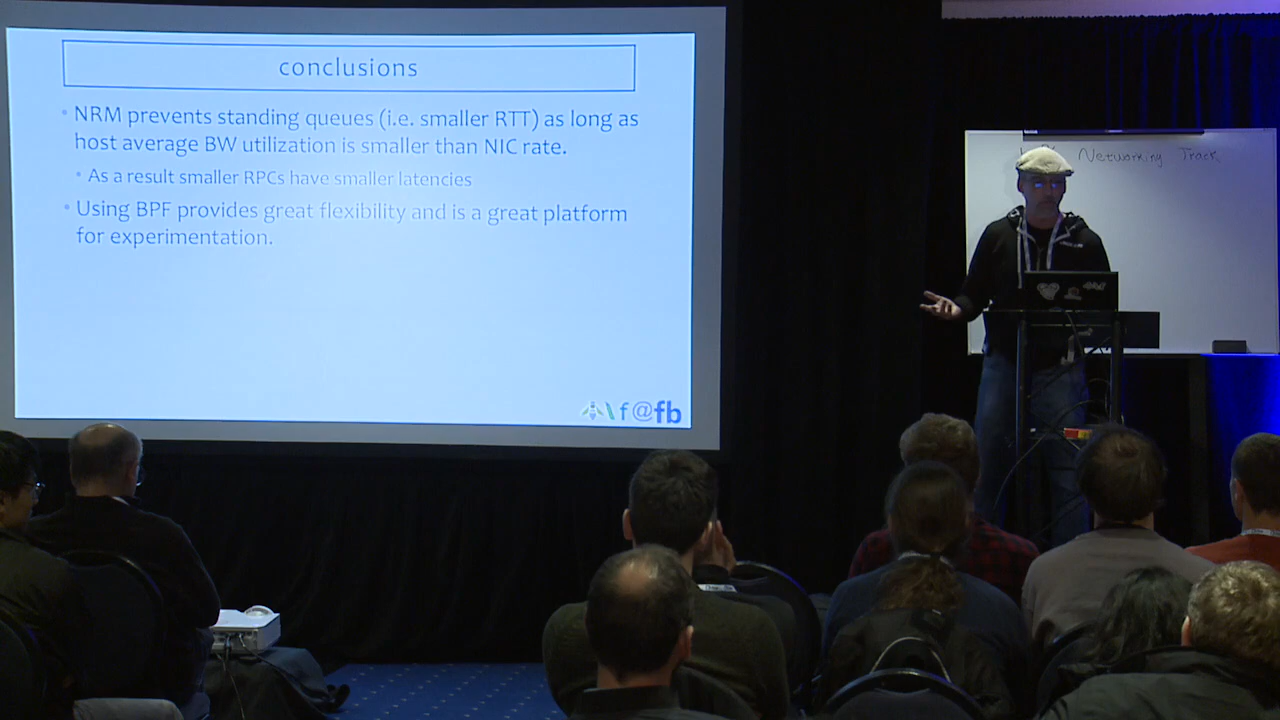 conclusions
NRM prevents standing queues (i.e. smaller RTT) as long as
host average BW utilization is smaller than NIC rate.
As a result smaller RPCs have smaller latencies
Using BPF provides great flexibility and is a great platform
for experimentation.
f@fb
Networking Track